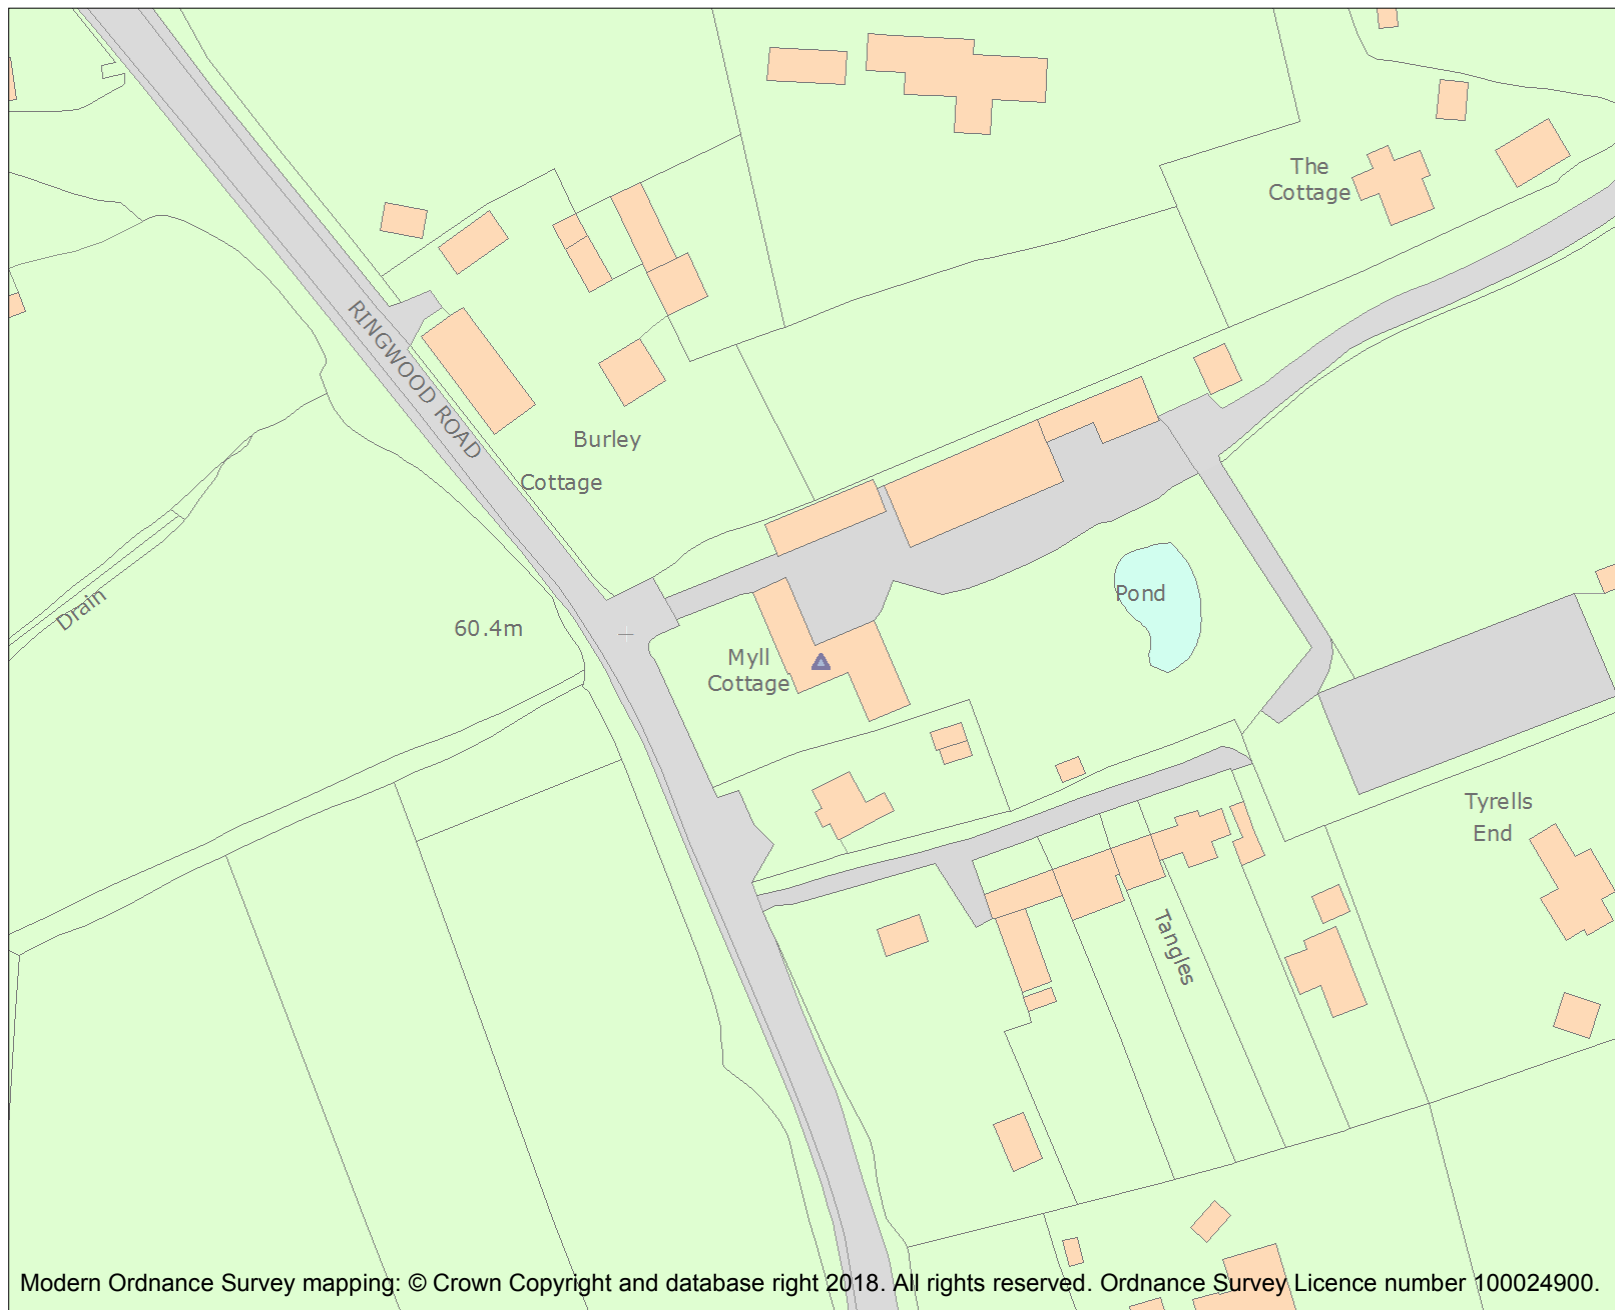 The
Cottage
RINGWOOD ROAD
Burley
Cottage
Pond
Drain
60.4m
Myll
Cottage
Tyrells
End
Tangles
Modern Ordnance Survey mapping: © Crown Copyright and database right 2018. All rights reserved. Ordnance Survey Licence number 100024900.